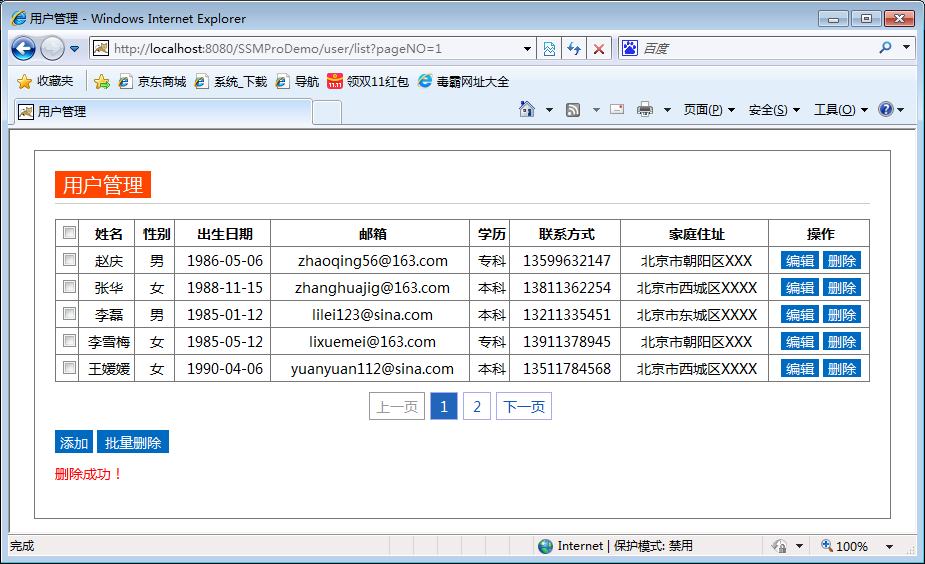 用户管理 - Windows Internet Explorer
http://localhost:8080/SSMProDemo/user/list?pageNO=1 百度
收藏夹 京东商城 系统_下载 导航 11.11 领双11红包 毒霸网址大全
用户管理 页面(P) 安全(S) 工具(O)
用户管理
姓名 性别 出生日期 邮箱 学历 联系方式 家庭住址 操作
赵庆 男 1986-05-06 zhaoqing56@163.com 专科 13599632147 北京市朝阳区XXX 编辑 删除
张华 女 1988-11-15 zhanghuajig@163.com 本科 13811362254 北京市西城区XXXX 编辑 删除
李磊 男 1985-01-12 lilei123@sina.com 本科 13211335451 北京市东城区XXXX 编辑 删除
李雪梅 女 1985-05-12 lixuemei@163.com 专科 13911378945 北京市朝阳区XXX 编辑 删除
王媛媛 女 1990-04-06 yuanyuan112@sina.com 本科 13511784568 北京市西城区XXXX 编辑 删除
上一页 1 2 下一页
添加 批量删除
删除成功！
完成 Internet | 保护模式: 禁用 100%